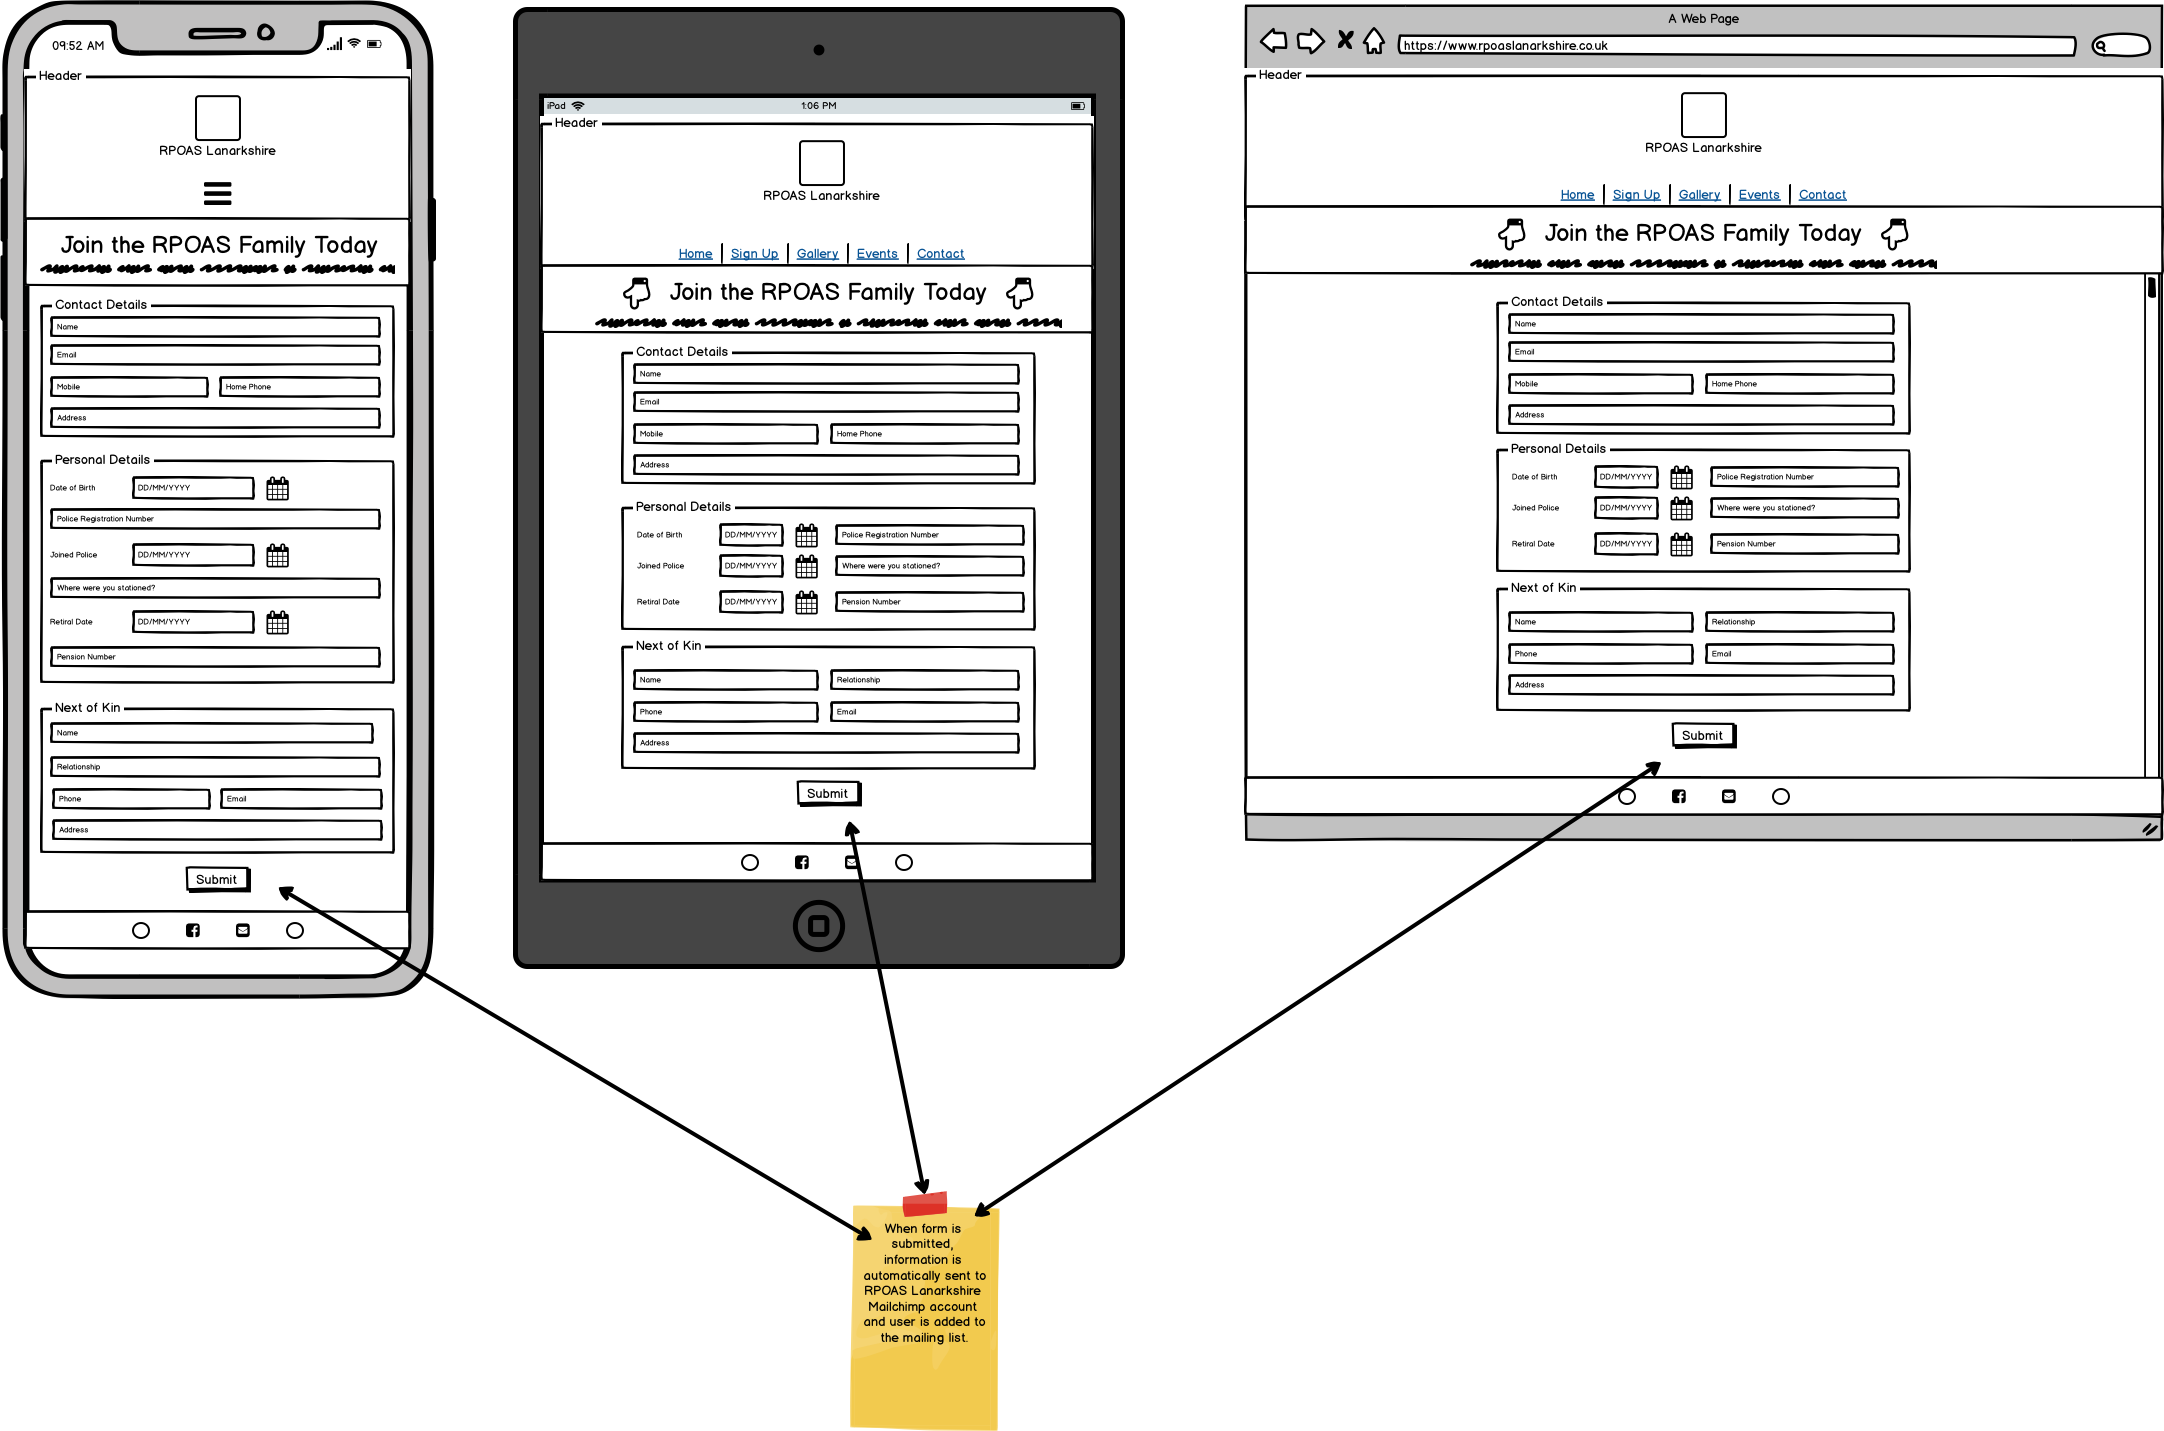 09:52 AM
Header
RPOAS Lanarkshire
Join the RPOAS Family Today
Contact Details
Name
Email
Mobile Home Phone
Address
Personal Details
Date of Birth DD/MM/YYYY
Police Registration Number
Joined Police DD/MM/YYYY
Where were you stationed?
Retiral Date DD/MM/YYYY
Pension Number
Next of Kin
Name
Relationship
Phone Email
Address
Submit
iPad 1:06 PM
Header
RPOAS Lanarkshire
Home Sign Up Gallery Events Contact
Join the RPOAS Family Today
Contact Details
Name
Email
Mobile Home Phone
Address
Personal Details
Date of Birth DD/MM/YYYY Police Registration Number
Joined Police DD/MM/YYYY Where were you stationed?
Retiral Date DD/MM/YYYY Pension Number
Next of Kin
Name Relationship
Phone Email
Address
Submit
A Web Page
https://www.rpoaslanarkshire.co.uk
Header
RPOAS Lanarkshire
Home Sign Up Gallery Events Contact
Join the RPOAS Family Today
Contact Details
Name
Email
Mobile Home Phone
Address
Personal Details
Date of Birth DD/MM/YYYY Police Registration Number
Joined Police DD/MM/YYYY Where were you stationed?
Retiral Date DD/MM/YYYY Pension Number
Next of Kin
Name Relationship
Phone Email
Address
Submit
When form is
submitted,
information is
automatically sent to
RPOAS Lanarkshire
Mailchimp account
and user is added to
the mailing list.